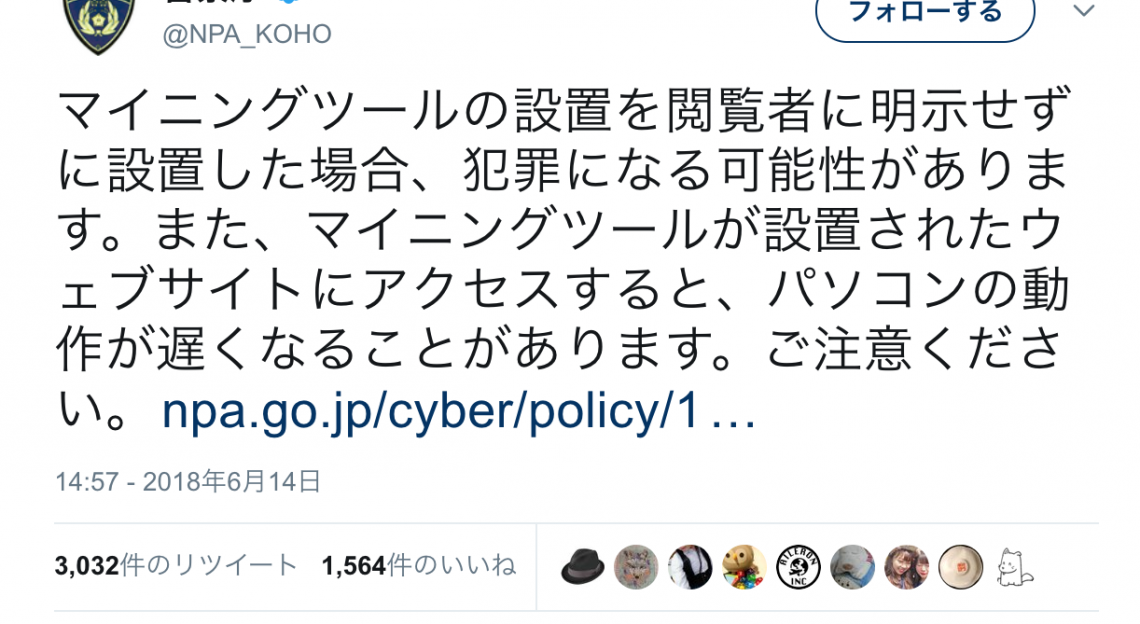 フォローする
@NPA_KOHO
マイニングツールの設置を閲覧者に明示せず
に設置した場合、犯罪になる可能性がありま
す。また、マイニングツールが設置されたウ
ェブサイトにアクセスすると、パソコンの動
作が遅くなることがあります。ご注意くださ
い。 npa.go.jp/cyber/policy/1…
14:57 - 2018年6月14日
3,032件のリツイート 1,564件のいいね
AILERON
INC